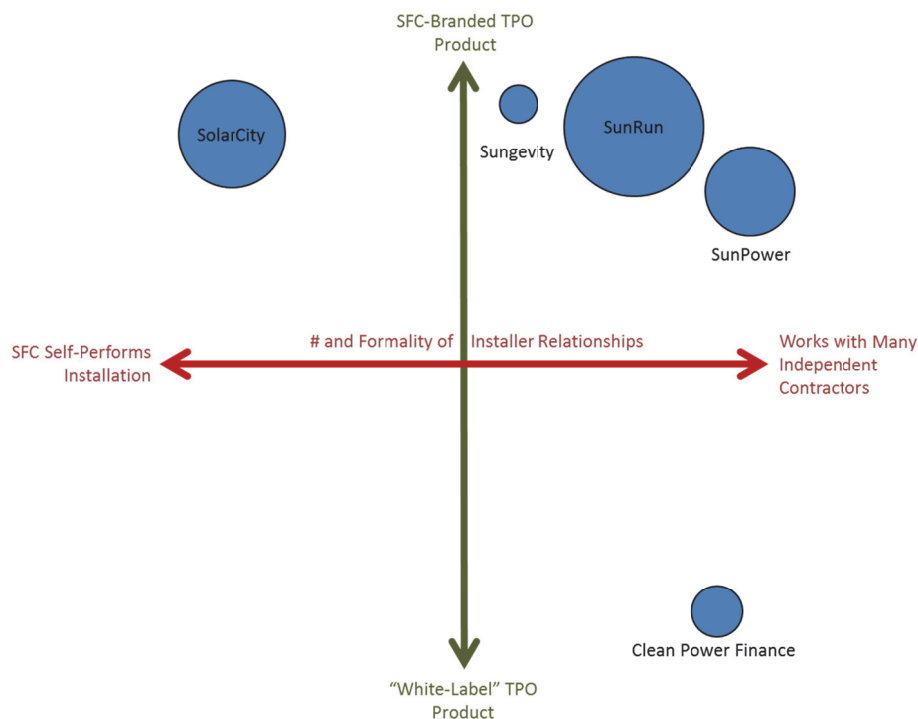 SFC-Branded TPO
Product
SolarCity
Sungevity
SunRun
SunPower
SFC Self-Performs
Installation
# and Formality of Installer Relationships
Works with Many
Independent
Contractors
Clean Power Finance
“White-Label” TPO
Product